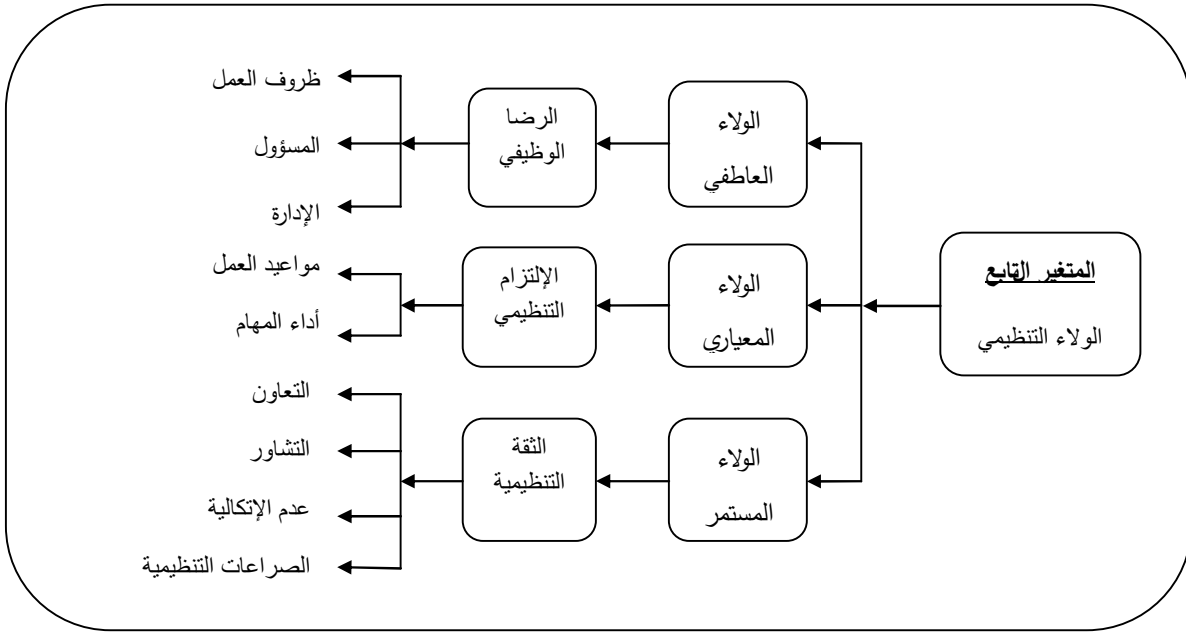 المتغير التابع
الولاء التنظيمي
الولاء
العاطفي
الرضا
الوظيفي
ظروف العمل
المسؤول
الإدارة
الولاء
المعياري
الإلتزام
التنظيمي
مواعيد العمل
أداء المهام
الولاء
المستمر
الثقة
التنظيمية
التعاون
التشاور
عدم الإتكالية
الصراعات التنظيمية